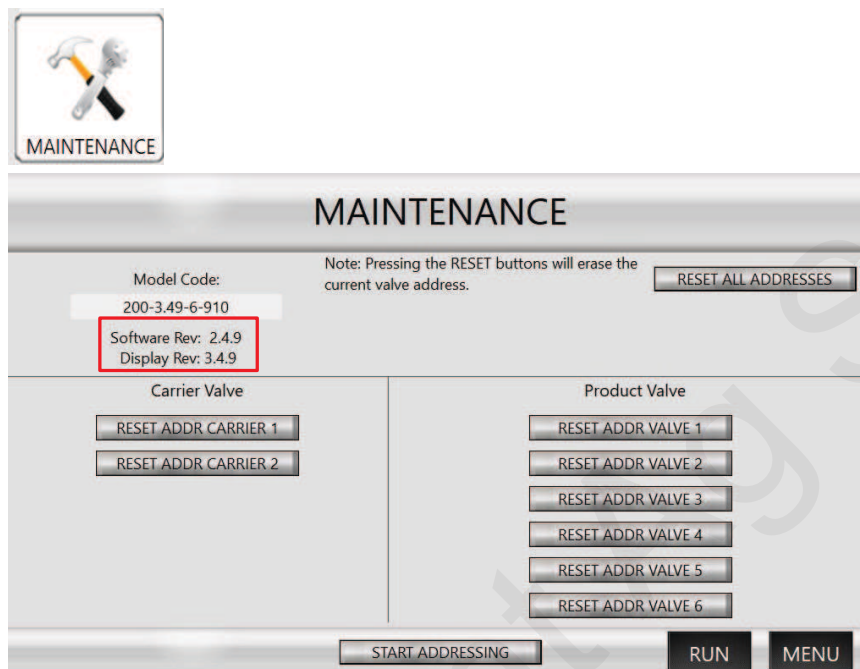 MAINTENANCE
MAINTENANCE
Model Code:
200-3.49-6-910
Software Rev: 2.4.9
Display Rev: 3.4.9
Note: Pressing the RESET buttons will erase the
current valve address.
RESET ALL ADDRESSES
Carrier Valve
RESET ADDR CARRIER 1
RESET ADDR CARRIER 2
Product Valve
RESET ADDR VALVE 1
RESET ADDR VALVE 2
RESET ADDR VALVE 3
RESET ADDR VALVE 4
RESET ADDR VALVE 5
RESET ADDR VALVE 6
START ADDRESSING
RUN
MENU